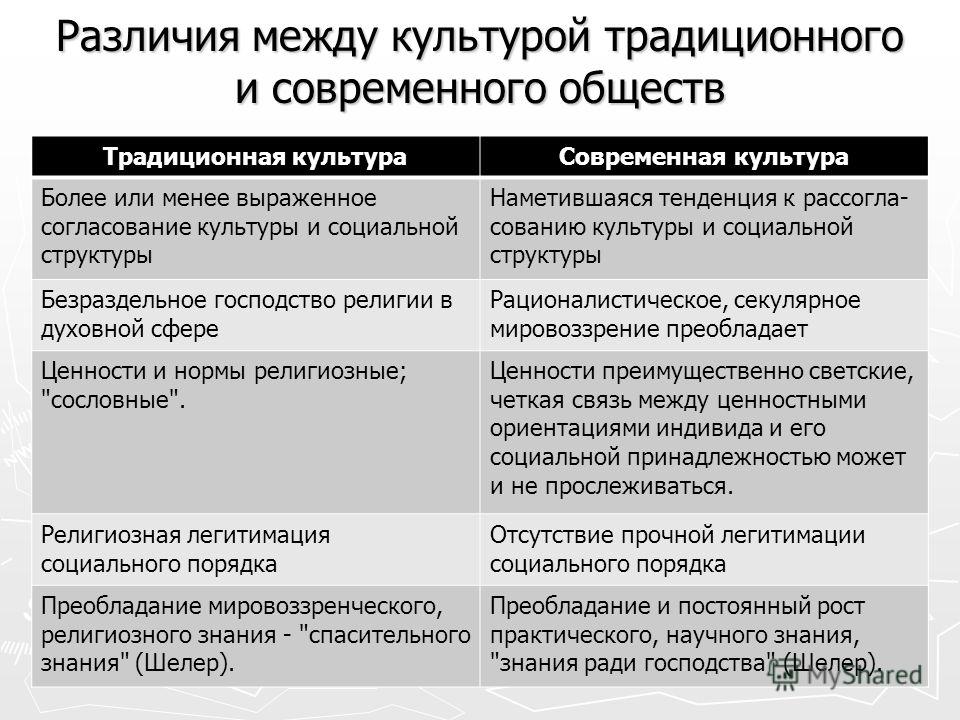 Различия между культурой традиционного
и современного обществ
Традиционная культура
Современная культура
Более или менее выраженное
согласование культуры и социальной
структуры
Наметившаяся тенденция к рассогла-
сованию культуры и социальной
структуры
Безраздельное господство религии в
духовной сфере
Рационалистическое, секулярное
мировоззрение преобладает
Ценности и нормы религиозные;
"сословные".
Ценности преимущественно светские,
четкая связь между ценностными
ориентациями индивида и его
социальной принадлежностью может
и не прослеживаться.
Религиозная легитимация
социального порядка
Отсутствие прочной легитимации
социального порядка
Преобладание мировоззренческого,
религиозного знания - "спасительного
знания" (Шелер).
Преобладание и постоянный рост
практического, научного знания,
"знания ради господства" (Шелер).
MyShared